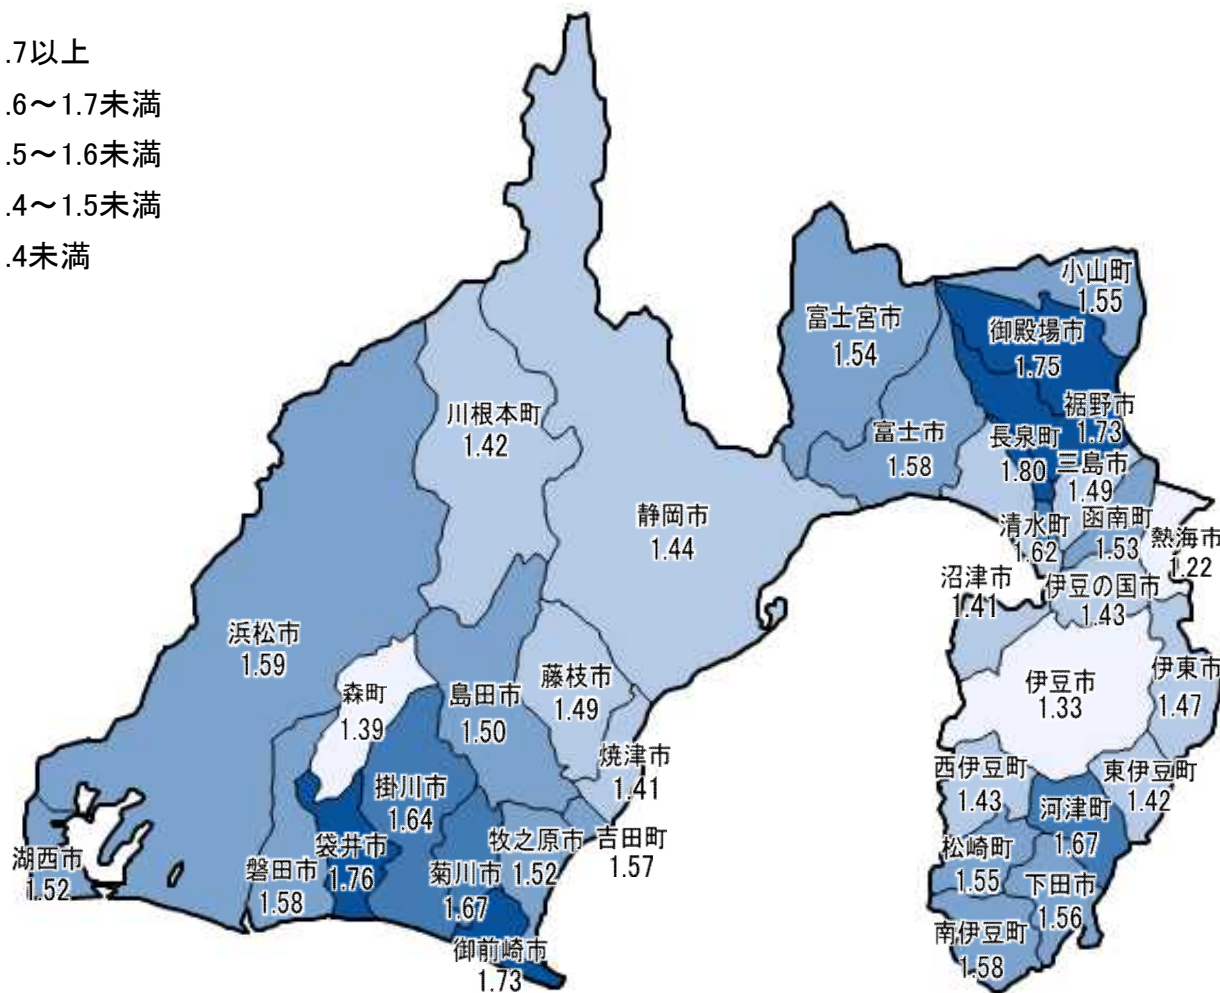 .7以上
.6～1.7未満
.5～1.6未満
.4～1.5未満
.4未満
小山町
1.55
富士宮市
1.54
御殿場市
1.75
裾野市
1.73
川根本町
1.42
富士市
1.58
長泉町
1.80
三島市
1.49
静岡市
1.44
清水町
1.62
函南町
1.53
熱海市
1.22
沼津市
1.41
伊豆の国市
1.43
浜松市
1.59
森町
1.39
島田市
1.50
藤枝市
1.49
伊豆市
1.33
伊東市
1.47
焼津市
1.41
西伊豆町
1.43
東伊豆町
1.42
掛川市
1.64
河津町
1.67
湖西市
1.52
磐田市
1.58
袋井市
1.76
菊川市
1.67
牧之原市
1.52
吉田町
1.57
松崎町
1.55
下田市
1.56
御前崎市
1.73
南伊豆町
1.58